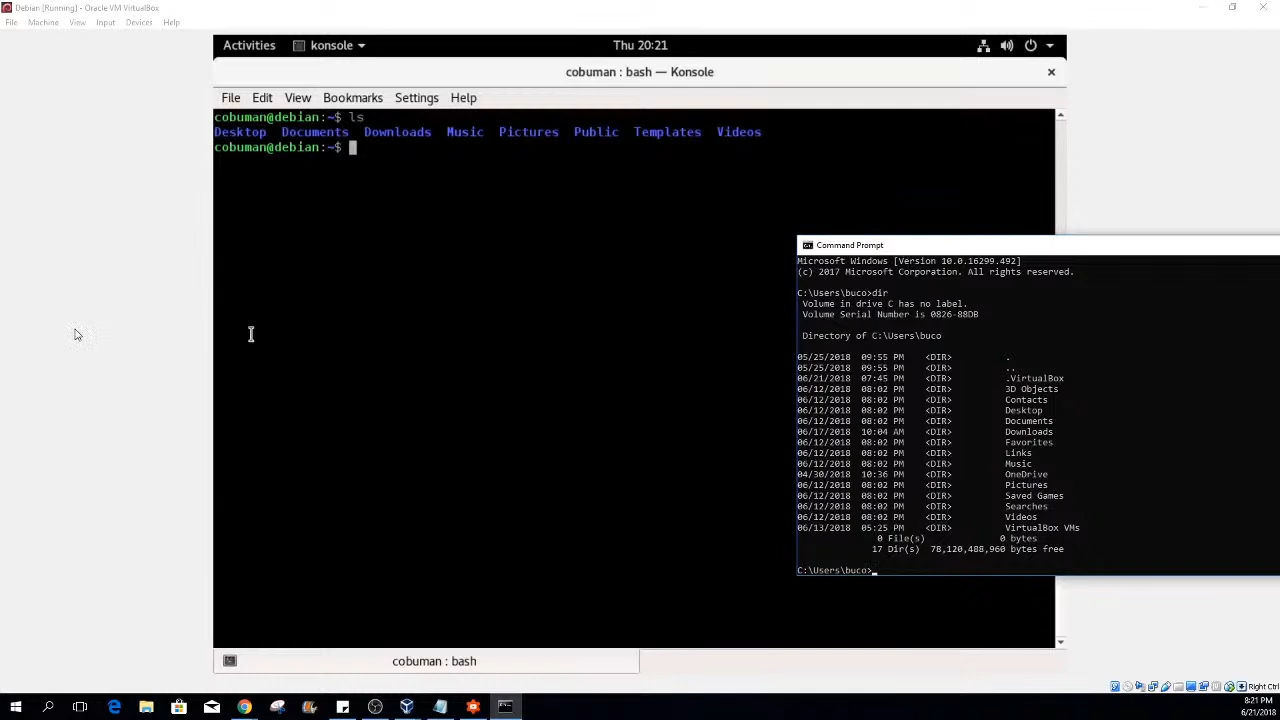 Debian [Running] - Oracle VM VirtualBox
File Machine View Input Devices Help
Activities konsole Thu 20:21
cobuman : bash — Konsole
File Edit View Bookmarks Settings Help
cobuman@debian:~$ ls
Desktop Documents Downloads Music Pictures Public Templates Videos
cobuman@debian:~$
Command Prompt
Microsoft Windows [Version 10.0.16299.492]
(c) 2017 Microsoft Corporation. All rights reserved.
C:\Users\buco>dir
Volume in drive C has no label.
Volume Serial Number is 0826-88DB
Directory of C:\Users\buco
05/25/2018 09:55 PM <DIR> .
05/25/2018 09:55 PM <DIR> ..
06/21/2018 07:45 PM <DIR> .VirtualBox
06/12/2018 08:02 PM <DIR> 3D Objects
06/12/2018 08:02 PM <DIR> Contacts
06/12/2018 08:02 PM <DIR> Desktop
06/12/2018 08:02 PM <DIR> Documents
06/17/2018 10:04 AM <DIR> Downloads
06/12/2018 08:02 PM <DIR> Favorites
06/12/2018 08:02 PM <DIR> Links
06/12/2018 08:02 PM <DIR> Music
04/30/2018 10:36 PM <DIR> OneDrive
06/12/2018 08:02 PM <DIR> Pictures
06/12/2018 08:02 PM <DIR> Saved Games
06/12/2018 08:02 PM <DIR> Searches
06/12/2018 08:02 PM <DIR> Videos
06/13/2018 05:25 PM <DIR> VirtualBox VMs
0 File(s) 0 bytes
17 Dir(s) 78,120,488,960 bytes free
C:\Users\buco>
cobuman : bash
Right Ctrl
8:21 PM
6/21/2018